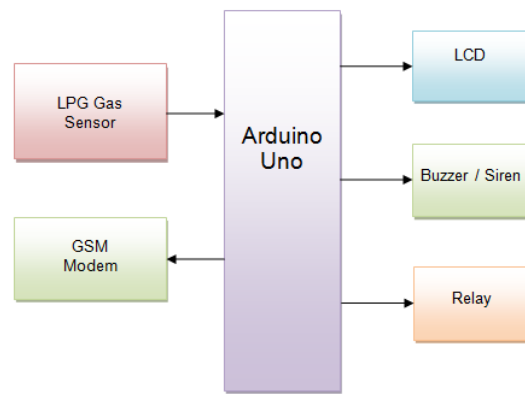 LPG Gas
Sensor
GSM
Modem
Arduino
Uno
LCD
Buzzer / Siren
Relay